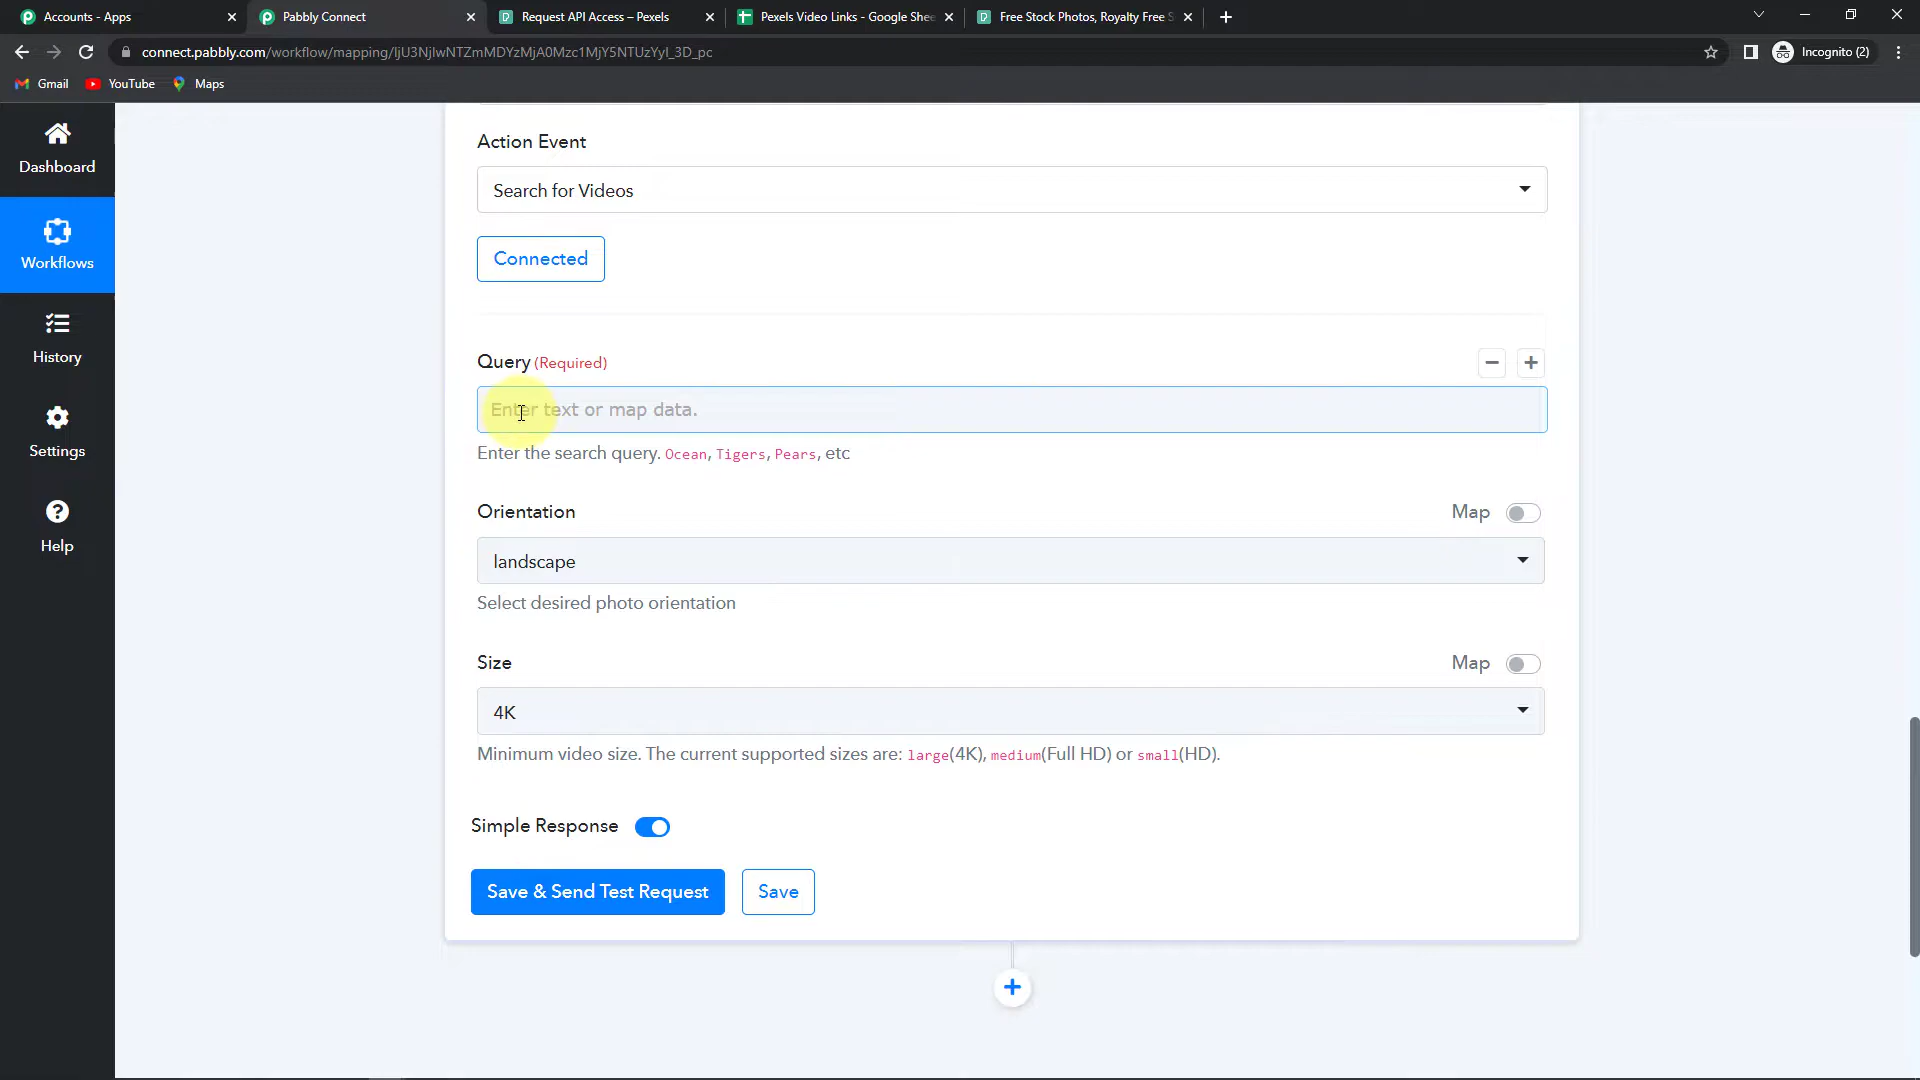 Accounts - Apps
Pabbly Connect
Request API Access – Pexels
Pexels Video Links - Google Shee
Free Stock Photos, Royalty Free S
connect.pabbly.com/workflow/mapping/IjU3NjIwNTZmMDYzMjA0Mzc1MjY5NTUzYyI_3D_pc
Incognito (2)
Gmail
YouTube
Maps
Dashboard
Workflows
History
Settings
Help
Action Event
Search for Videos
Connected
Query (Required)
Enter text or map data.
Enter the search query. Ocean, Tigers, Pears, etc
Orientation
Map
landscape
Select desired photo orientation
Size
Map
4K
Minimum video size. The current supported sizes are: large(4K), medium(Full HD) or small(HD).
Simple Response
Save & Send Test Request
Save